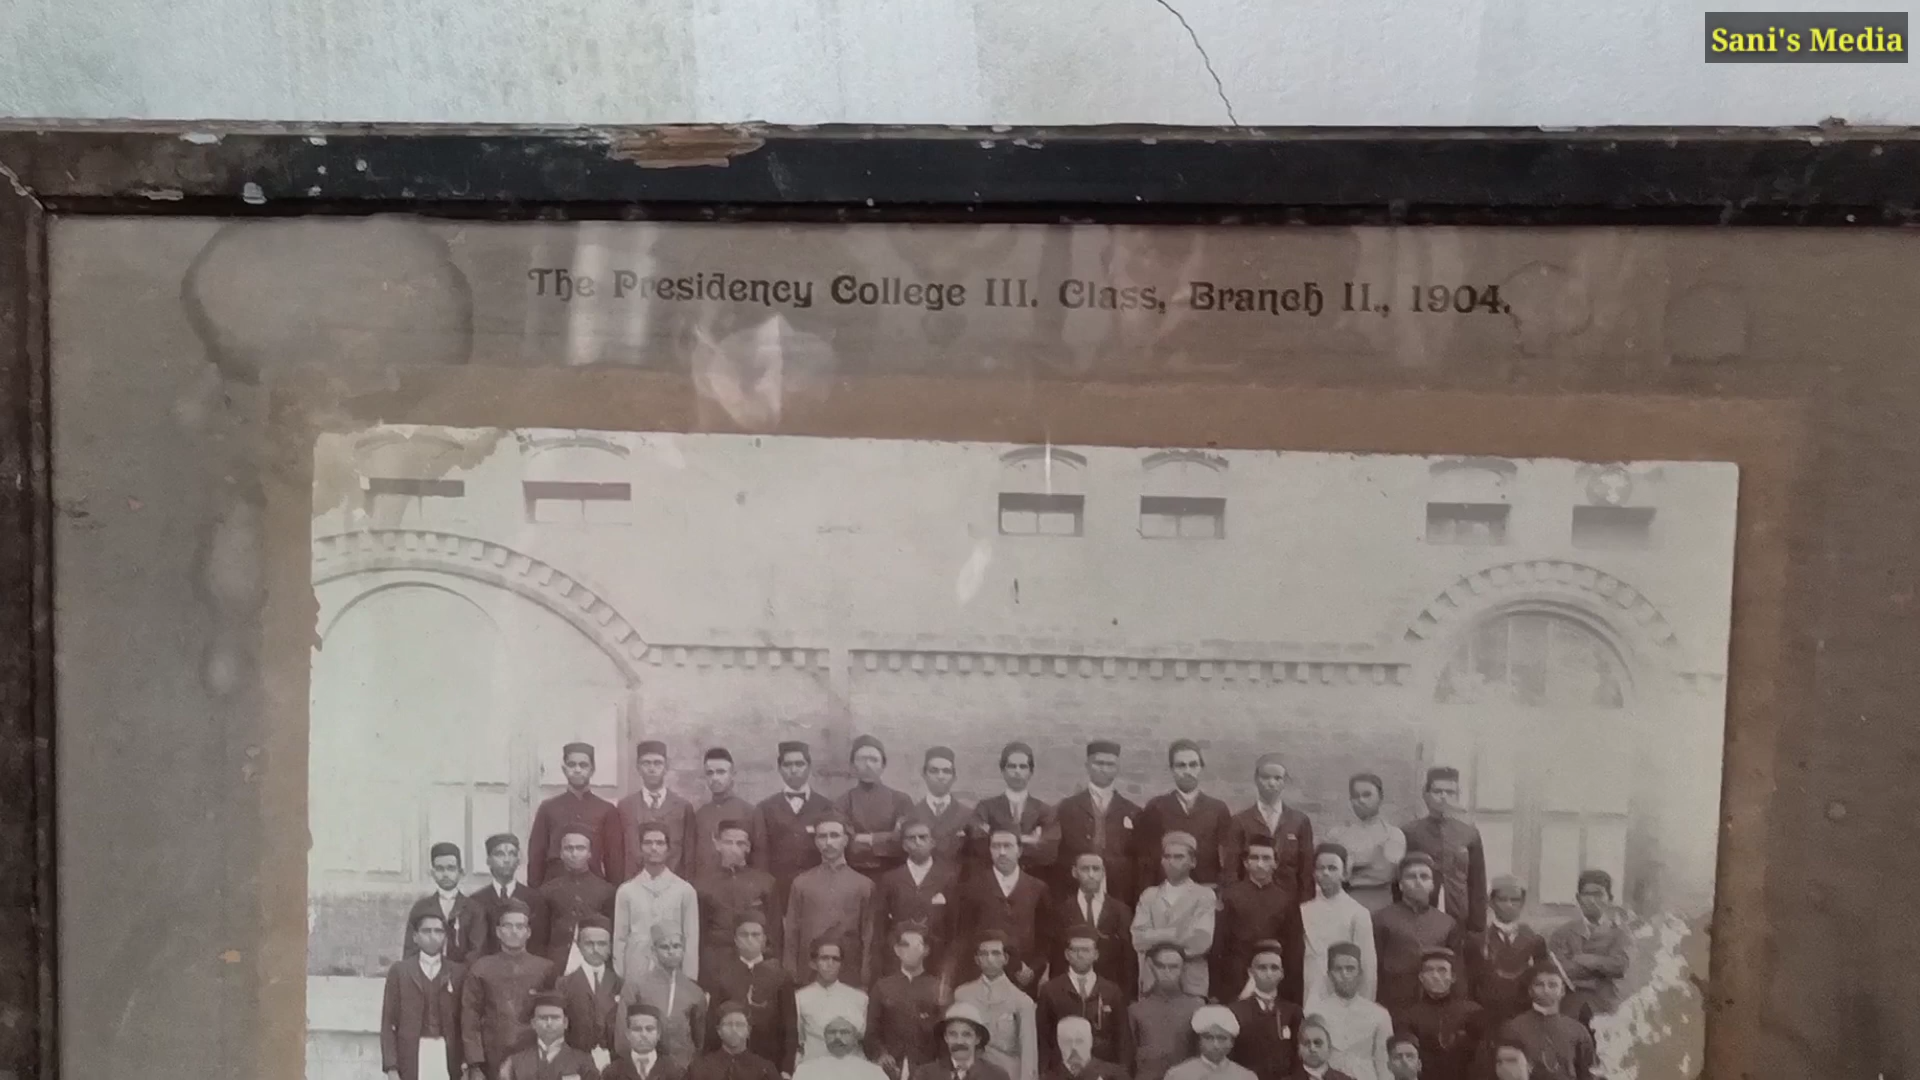 Sani's Media
The Presidency College III. Class, Branch II., 1904.